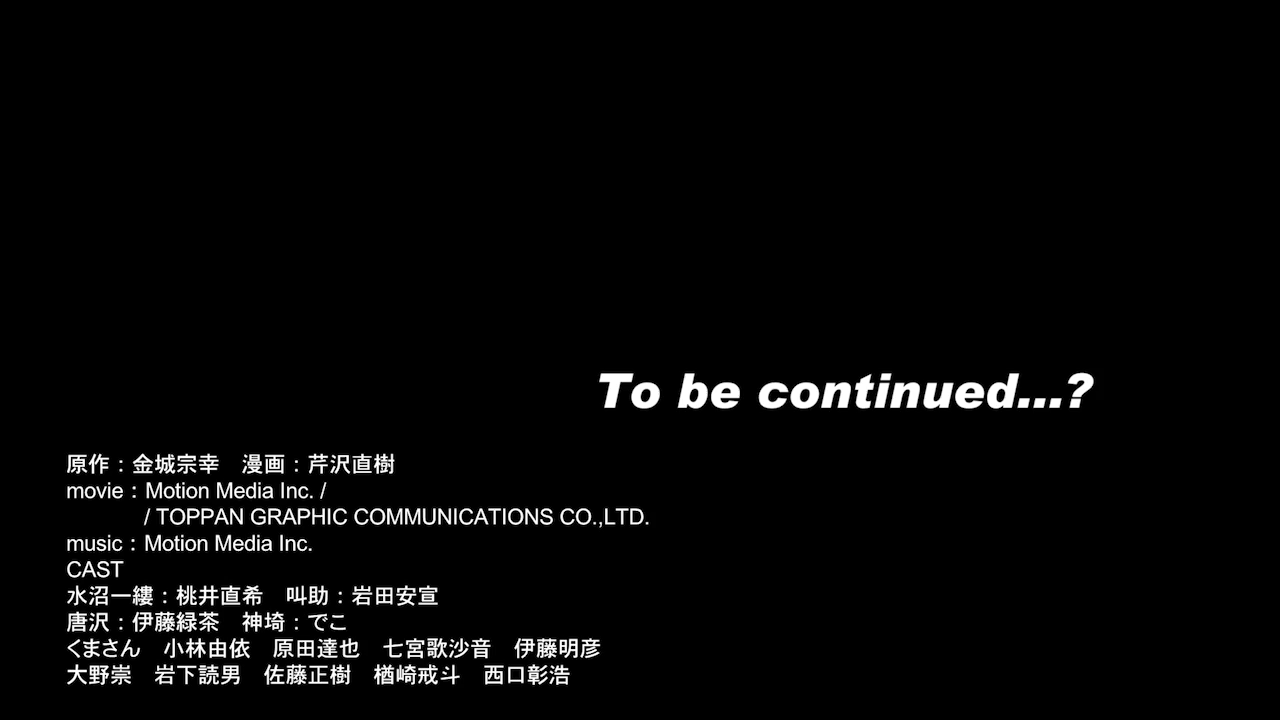 To be continued...?
原作：金城宗幸　漫画：芹沢直樹
movie：Motion Media Inc. /
/ TOPPAN GRAPHIC COMMUNICATIONS CO.,LTD.
music：Motion Media Inc.
CAST
水沼一縷：桃井直希　叫助：岩田安宣
唐沢：伊藤緑茶　神埼：でこ
くまさん　小林由依　原田達也　七宮歌沙音　伊藤明彦
大野崇　岩下読男　佐藤正樹　楢崎戒斗　西口彰浩